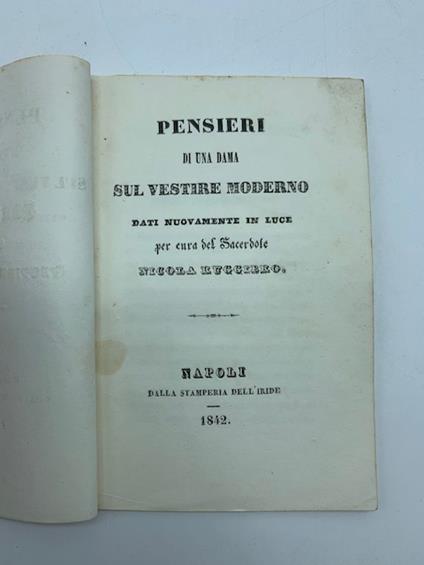 PENSIERI
DI UNA DAMA
SUL VESTIRE MODERNO
DATI NUOVAMENTE IN LUCE
per cura del Sacerdote
NICOLA RUGGIERO.
NAPOLI
DALLA STAMPERIA DELL'IRIDE
1842.